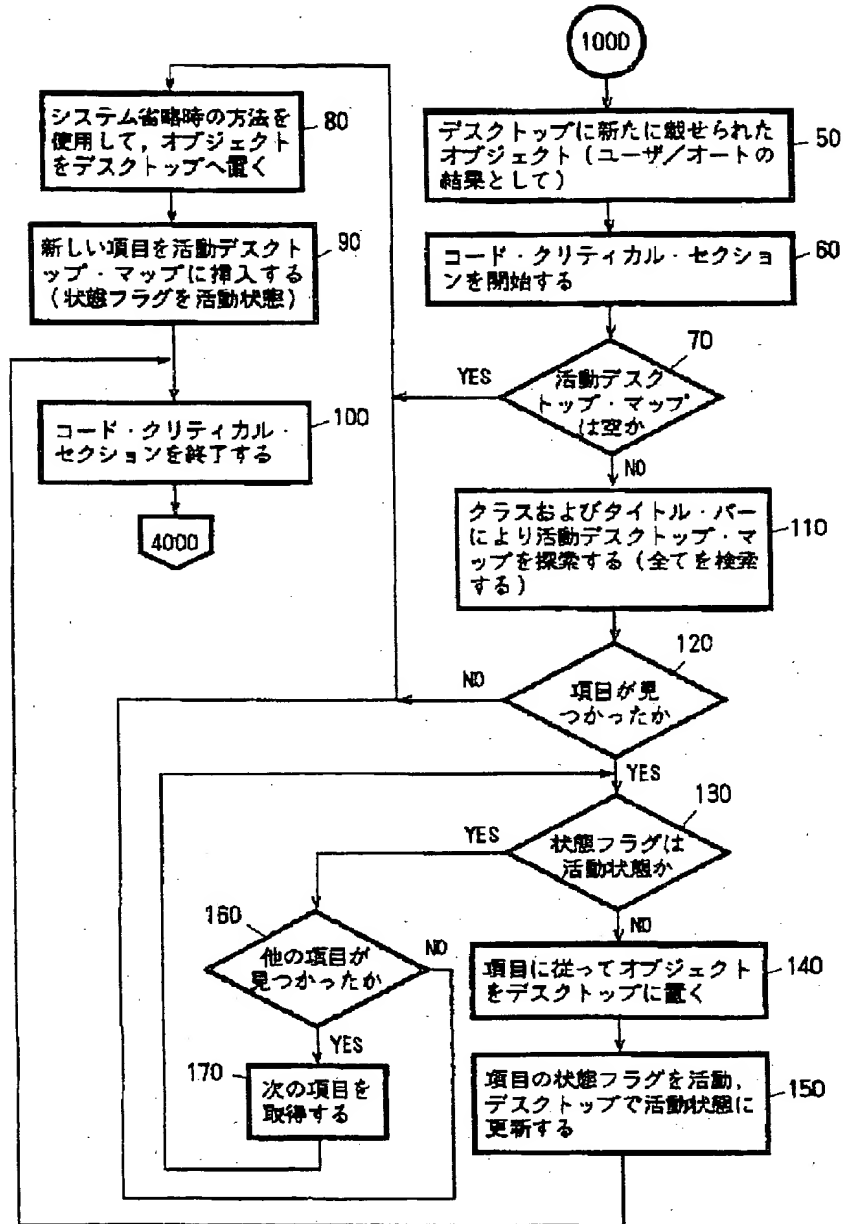 1000
デスクトップに新たに載せられた
オブジェクト（ユーザ／オートの
結果として）
50
コード・クリティカル・セクショ
ンを開始する
60
活動デスク
トップ・マップ
は空か
70
YES
NO
システム省略時の方法を
使用して，オブジェクト
をデスクトップへ置く
80
新しい項目を活動デスクト
ップ・マップに挿入する
（状態フラグを活動状態）
90
コード・クリティカル・
セクションを終了する
100
4000
クラスおよびタイトル・バー
により活動デスクトップ・マ
ップを探索する（全てを検索
する）
110
項目が見
つかったか
120
NO
YES
状態フラグは
活動状態か
130
YES
NO
項目に従ってオブジェクト
をデスクトップに置く
140
項目の状態フラグを活動，
デスクトップで活動状態に
更新する
150
他の項目が
見つかったか
160
NO
YES
次の項目を
取得する
170